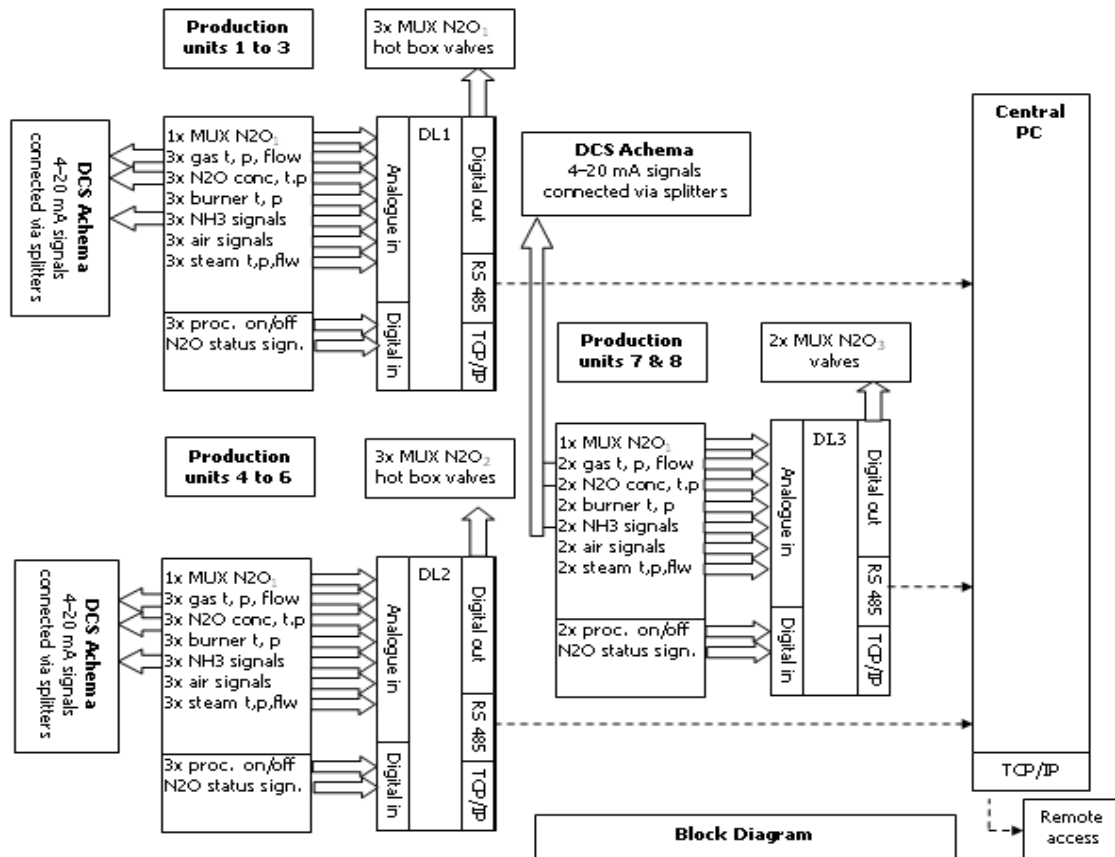 Production
units 1 to 3
3x MUX N2O₁
hot box valves
DCS Achema
4–20 mA signals
connected via splitters
1x MUX N2O₁
3x gas t, p, flow
3x N2O conc, t.p
3x burner t, p
3x NH3 signals
3x air signals
3x steam t,p,flw
3x proc. on/off
N2O status sign.
Analogue in
Digital in
DL1
Digital out
RS 485
TCP/IP
DCS Achema
4–20 mA signals
connected via splitters
Central
PC
Production
units 4 to 6
3x MUX N2O₂
hot box valves
DCS Achema
4–20 mA signals
connected via splitters
1x MUX N2O₁
3x gas t, p, flow
3x N2O conc, t.p
3x burner t, p
3x NH3 signals
3x air signals
3x steam t,p,flw
3x proc. on/off
N2O status sign.
Analogue in
Digital in
DL2
Digital out
RS 485
TCP/IP
Production
units 7 & 8
2x MUX N2O₃
valves
1x MUX N2O₁
2x gas t, p, flow
2x N2O conc, t.p
2x burner t, p
2x NH3 signals
2x air signals
2x steam t,p,flw
2x proc. on/off
N2O status sign.
Analogue in
Digital in
DL3
Digital out
RS 485
TCP/IP
TCP/IP
Remote
access
Block Diagram